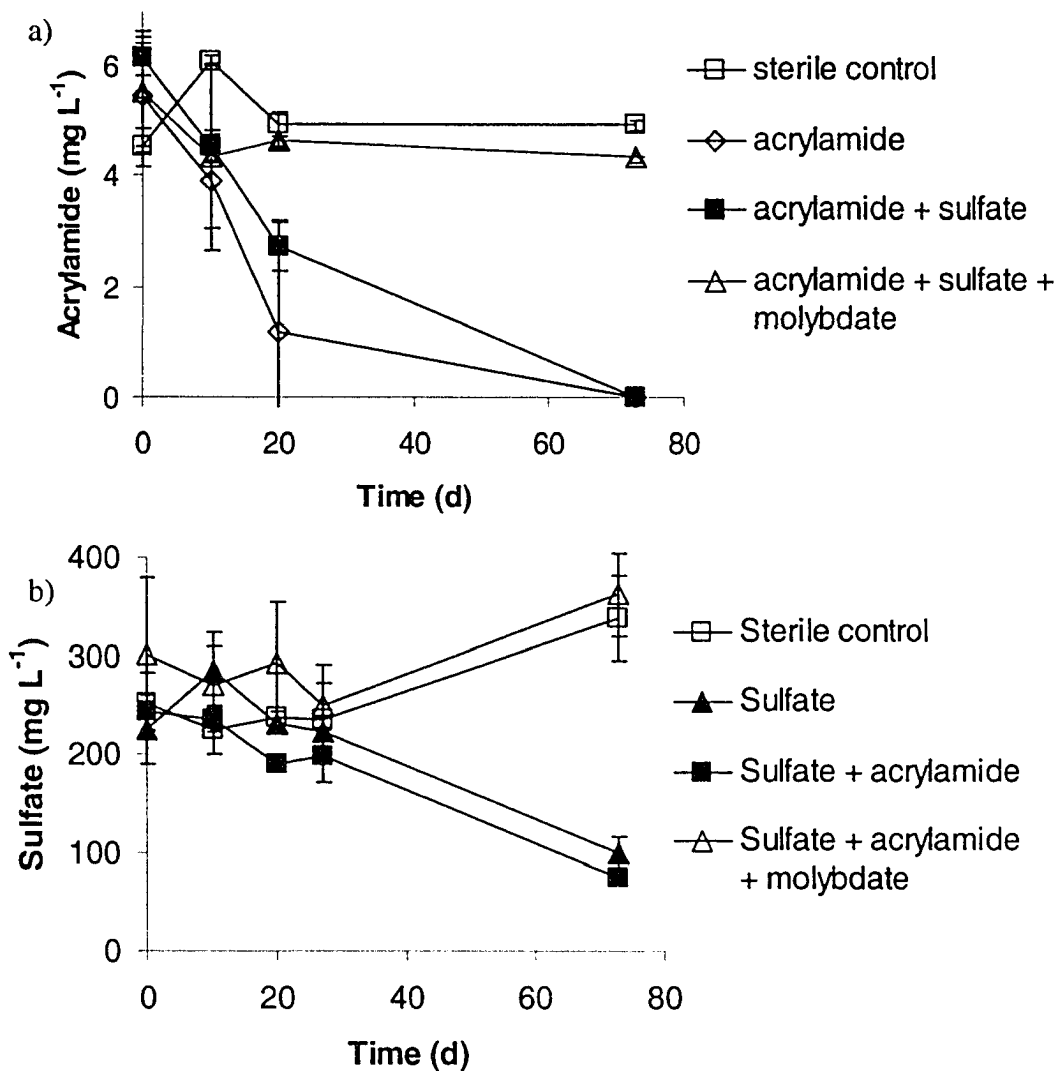 a)
Acrylamide (mg L⁻¹)
6
4
2
0
0 20 40 60 80
Time (d)
sterile control
acrylamide
acrylamide + sulfate
acrylamide + sulfate +
molybdate
b)
Sulfate (mg L⁻¹)
400
300
200
100
0
0 20 40 60 80
Time (d)
Sterile control
Sulfate
Sulfate + acrylamide
Sulfate + acrylamide
+ molybdate